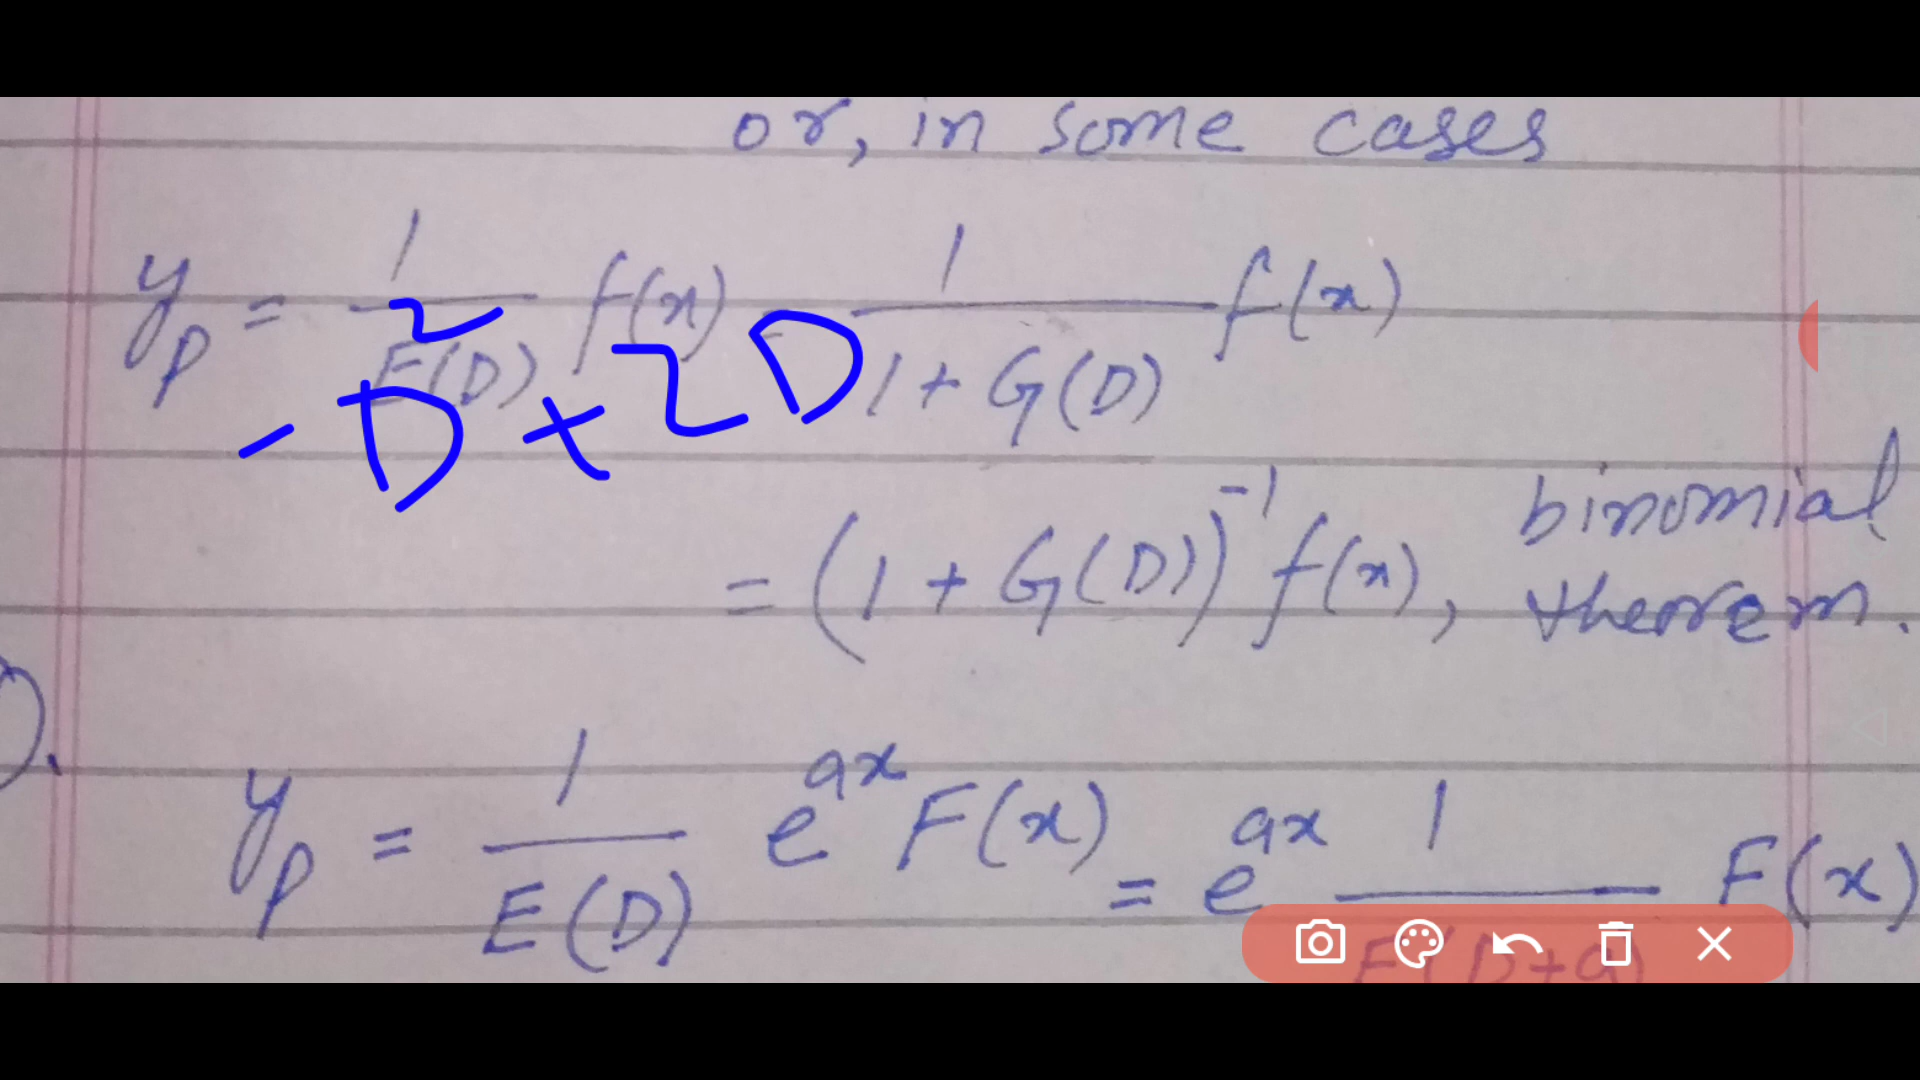 or, in some cases
y_p = 1/E(D) f(x) = 1/(1 + G(D)) f(x)
- D² + 2D
= (1 + G(D))^-1 f(x), binomial theorem.
).
y_p = 1/E(D) e^ax F(x) = e^ax 1/E(D+a) F(x)